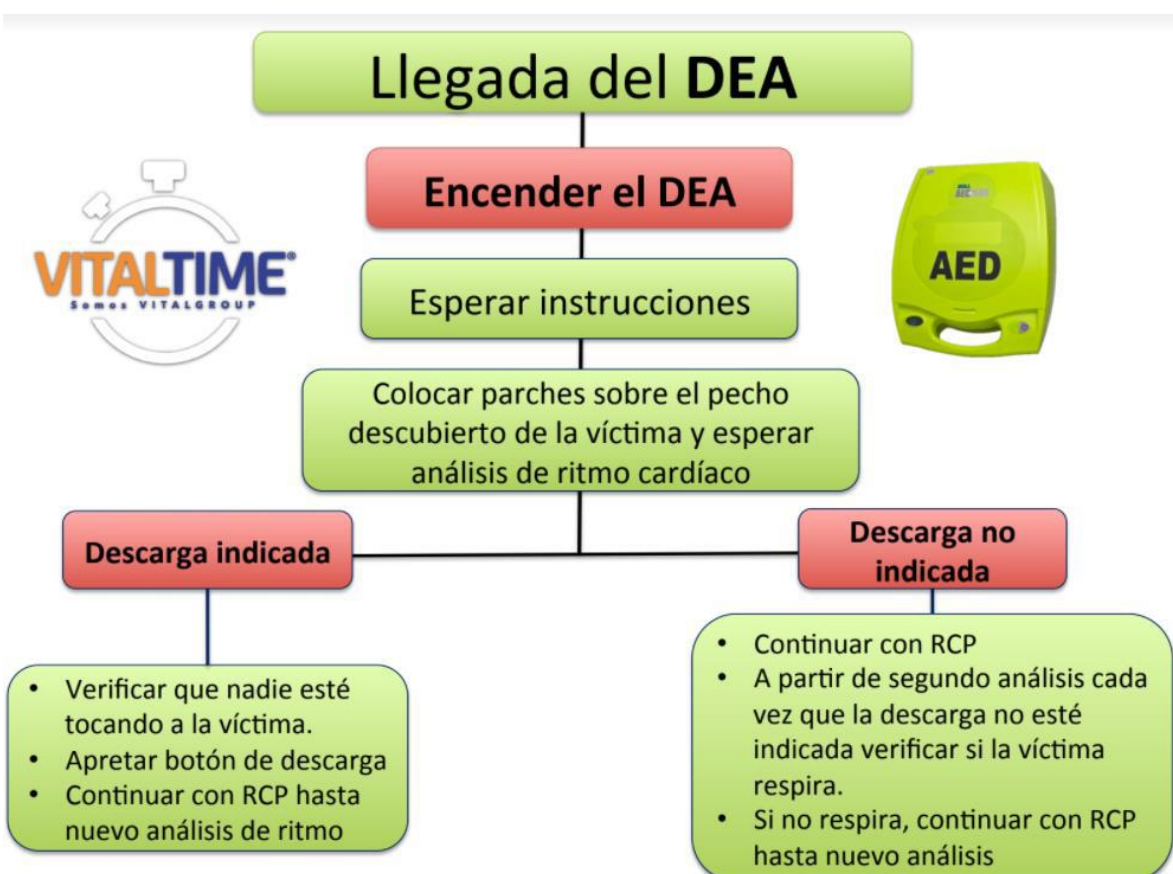 Llegada del DEA
Encender el DEA
VITALTIME®
Somos VITALGROUP
Esperar instrucciones
AED
Colocar parches sobre el pecho
descubierto de la víctima y esperar
análisis de ritmo cardíaco
Descarga indicada
Descarga no
indicada
• Verificar que nadie esté
tocando a la víctima.
• Apretar botón de descarga
• Continuar con RCP hasta
nuevo análisis de ritmo
• Continuar con RCP
• A partir de segundo análisis cada
vez que la descarga no esté
indicada verificar si la víctima
respira.
• Si no respira, continuar con RCP
hasta nuevo análisis